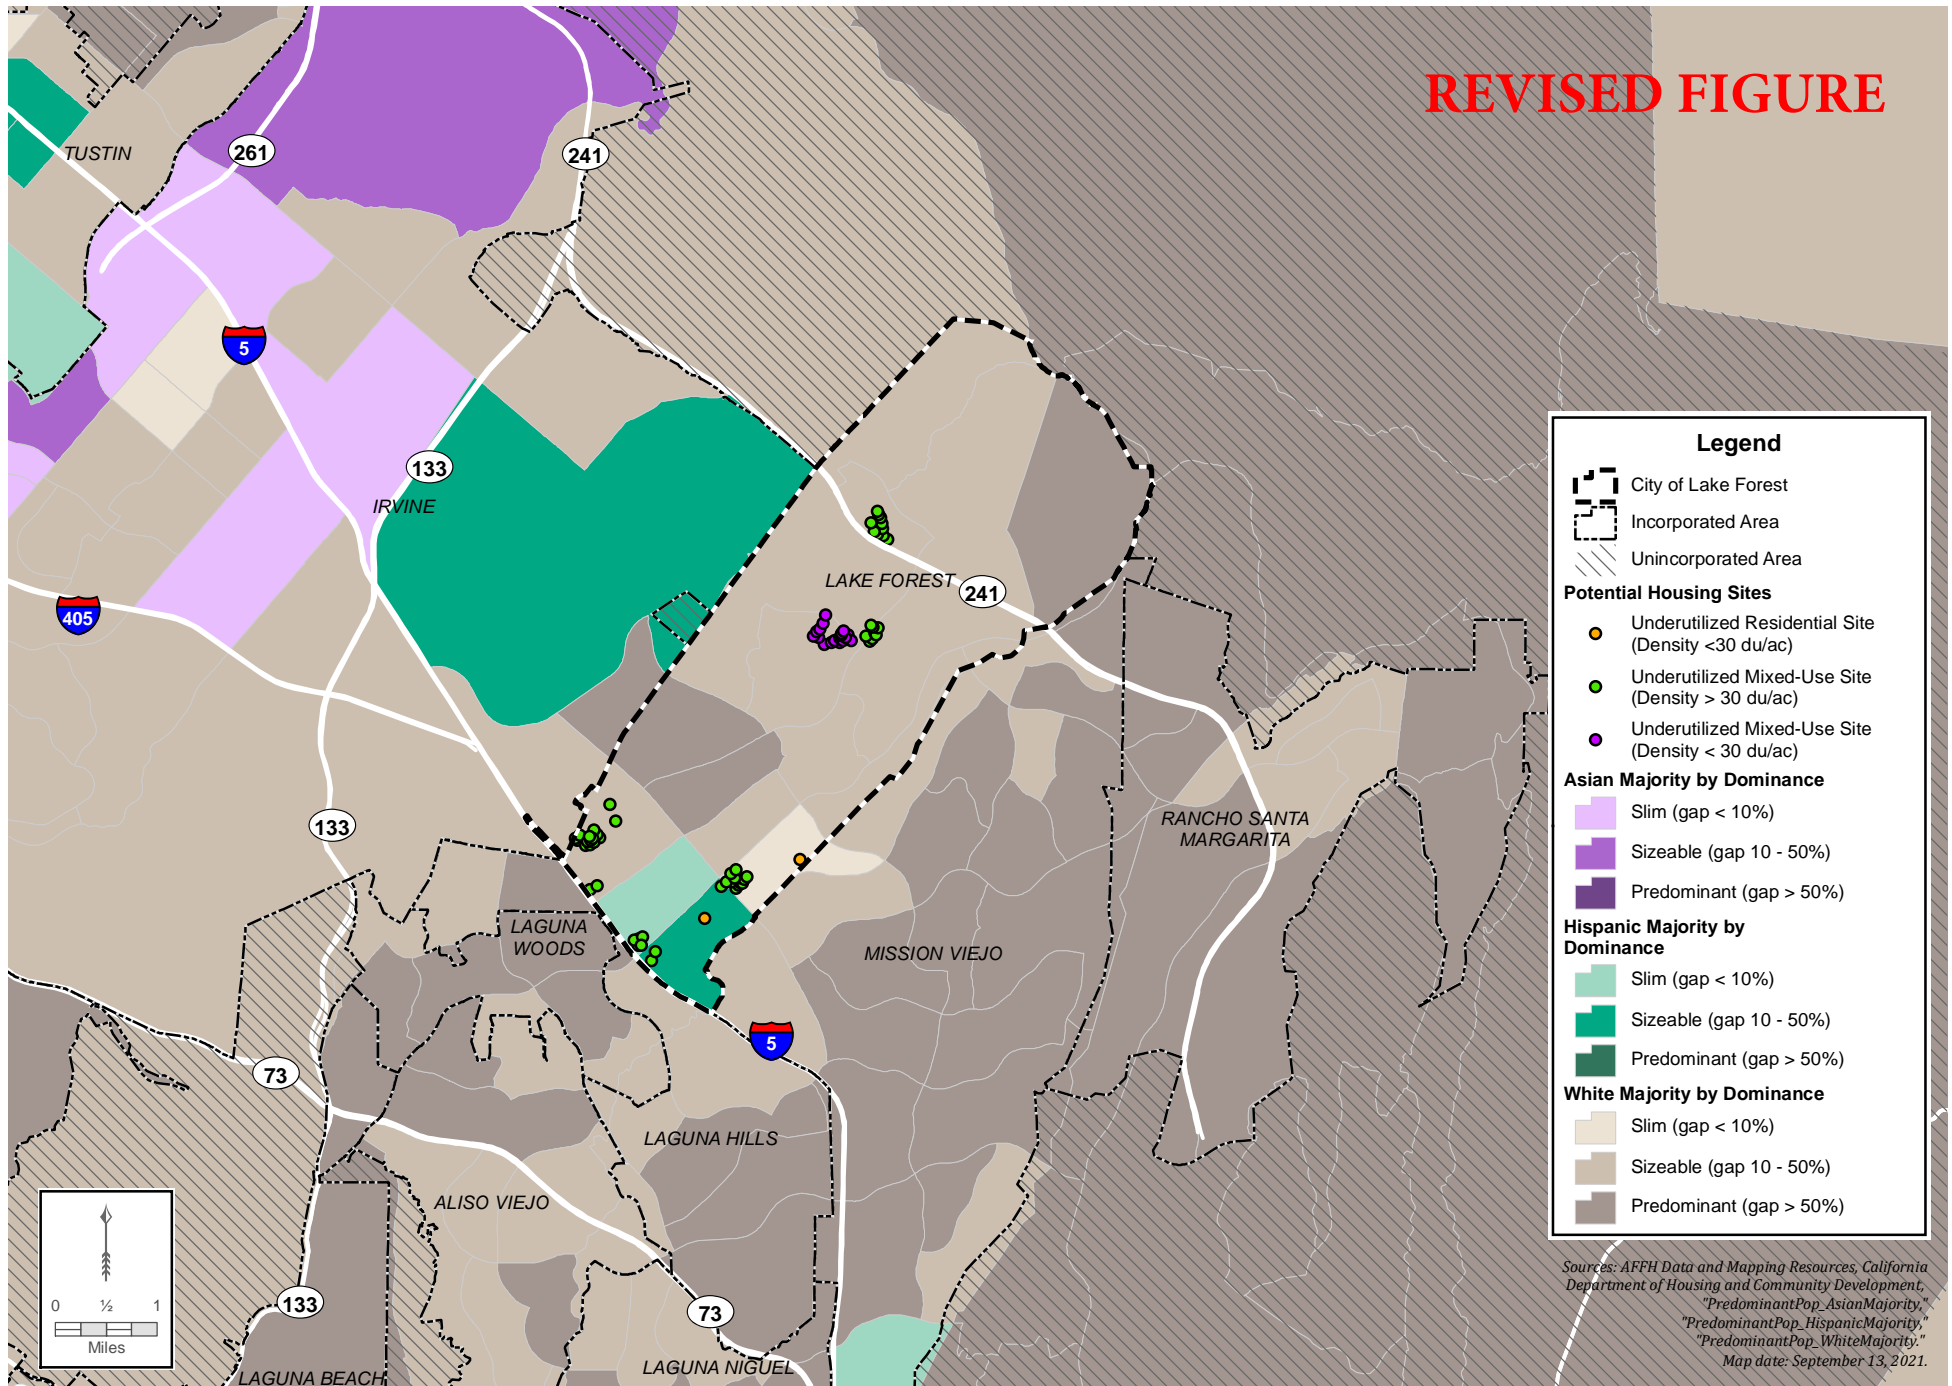 REVISED FIGURE
TUSTIN
261
241
5
133
IRVINE
405
LAKE FOREST
241
133
RANCHO SANTA
MARGARITA
LAGUNA
WOODS
MISSION VIEJO
5
73
LAGUNA HILLS
ALISO VIEJO
133
73
LAGUNA NIGUEL
LAGUNA BEACH
0 ½ 1
Miles
Legend
City of Lake Forest
Incorporated Area
Unincorporated Area
Potential Housing Sites
Underutilized Residential Site
(Density <30 du/ac)
Underutilized Mixed-Use Site
(Density > 30 du/ac)
Underutilized Mixed-Use Site
(Density < 30 du/ac)
Asian Majority by Dominance
Slim (gap < 10%)
Sizeable (gap 10 - 50%)
Predominant (gap > 50%)
Hispanic Majority by
Dominance
Slim (gap < 10%)
Sizeable (gap 10 - 50%)
Predominant (gap > 50%)
White Majority by Dominance
Slim (gap < 10%)
Sizeable (gap 10 - 50%)
Predominant (gap > 50%)
Sources: AFFH Data and Mapping Resources, California
Department of Housing and Community Development,
"PredominantPop_AsianMajority,"
"PredominantPop_HispanicMajority,"
"PredominantPop_WhiteMajority."
Map date: September 13, 2021.